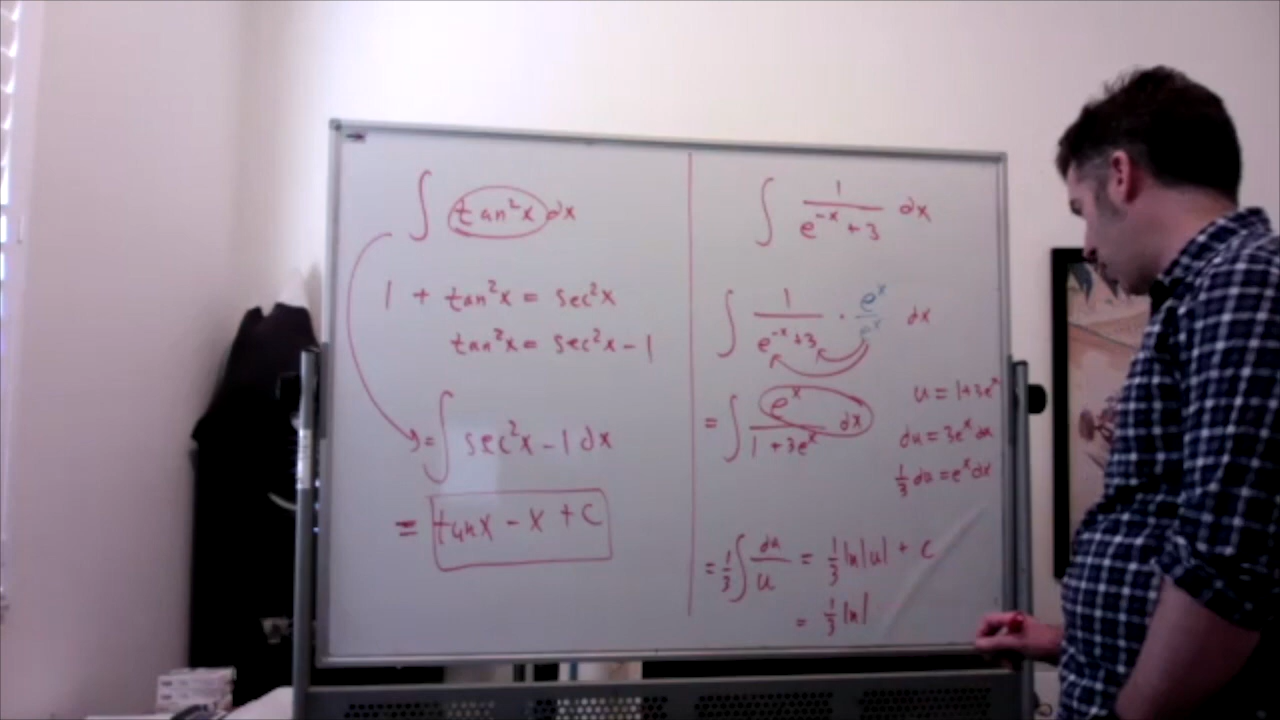 ∫ tan²x dx
1 + tan²x = sec²x
tan²x = sec²x - 1
= ∫ sec²x - 1 dx
= tanx - x + C
∫ 1/(e^(-x) + 3) dx
∫ 1/(e^(-x) + 3) · e^x/e^x dx
= ∫ e^x/(1 + 3e^x) dx
u = 1 + 3e^x
du = 3e^x dx
1/3 du = e^x dx
= 1/3 ∫ du/u = 1/3 ln|u| + C
= 1/3 ln|